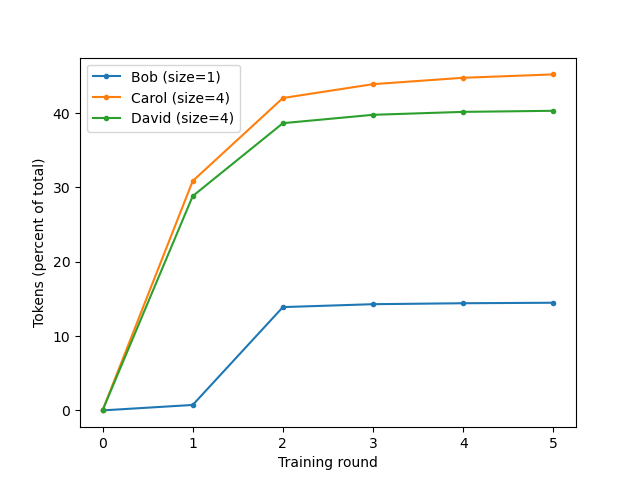 Bob (size=1)
Carol (size=4)
David (size=4)
Tokens (percent of total)
40
30
20
10
0
0 1 2 3 4 5
Training round